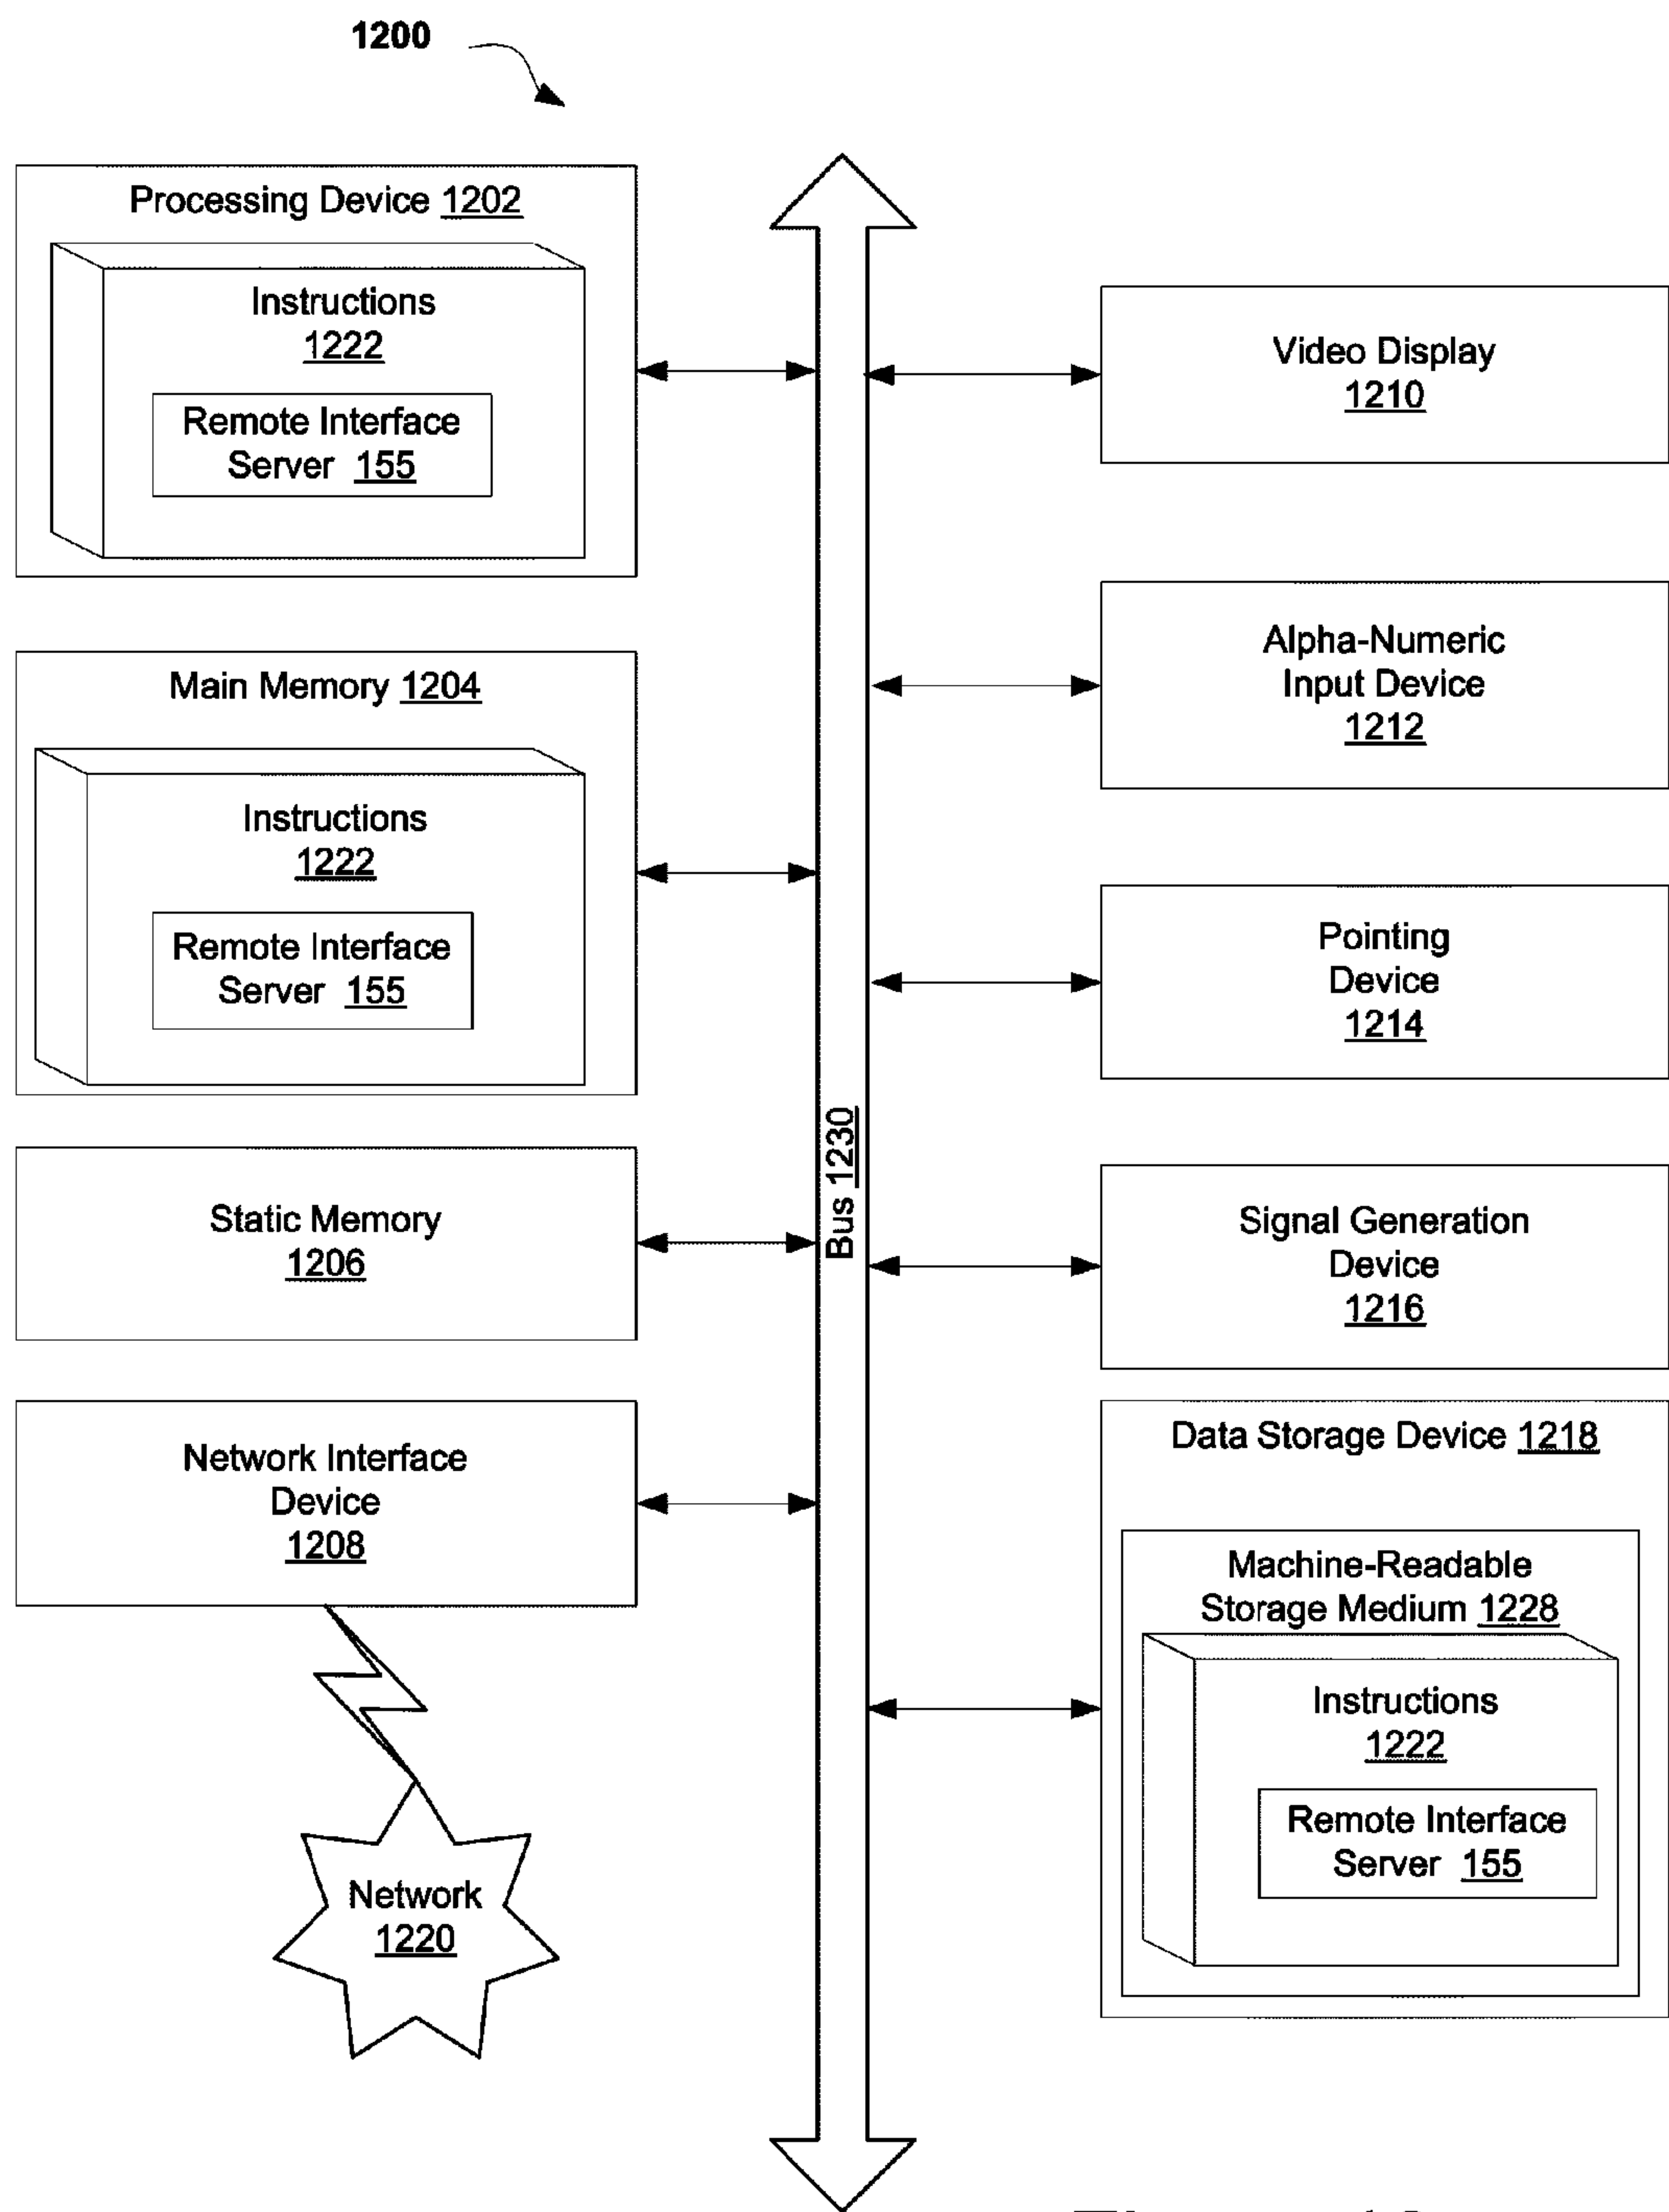 1200
Processing Device 1202
Instructions
1222
Remote Interface
Server 155
Main Memory 1204
Instructions
1222
Remote Interface
Server 155
Static Memory
1206
Network Interface
Device
1208
Network
1220
Bus 1230
Video Display
1210
Alpha-Numeric
Input Device
1212
Pointing
Device
1214
Signal Generation
Device
1216
Data Storage Device 1218
Machine-Readable
Storage Medium 1228
Instructions
1222
Remote Interface
Server 155